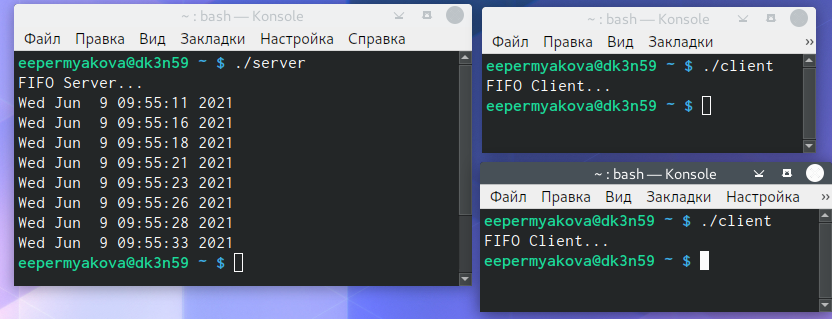 ~ : bash — Konsole
Файл Правка Вид Закладки Настройка Справка
eepermyakova@dk3n59 ~ $ ./server
FIFO Server...
Wed Jun  9 09:55:11 2021
Wed Jun  9 09:55:16 2021
Wed Jun  9 09:55:18 2021
Wed Jun  9 09:55:21 2021
Wed Jun  9 09:55:23 2021
Wed Jun  9 09:55:26 2021
Wed Jun  9 09:55:28 2021
Wed Jun  9 09:55:33 2021
eepermyakova@dk3n59 ~ $
~ : bash — Konsole
Файл Правка Вид Закладки »
eepermyakova@dk3n59 ~ $ ./client
FIFO Client...
eepermyakova@dk3n59 ~ $
~ : bash — Konsole
Файл Правка Вид Закладки Настройка »
eepermyakova@dk3n59 ~ $ ./client
FIFO Client...
eepermyakova@dk3n59 ~ $